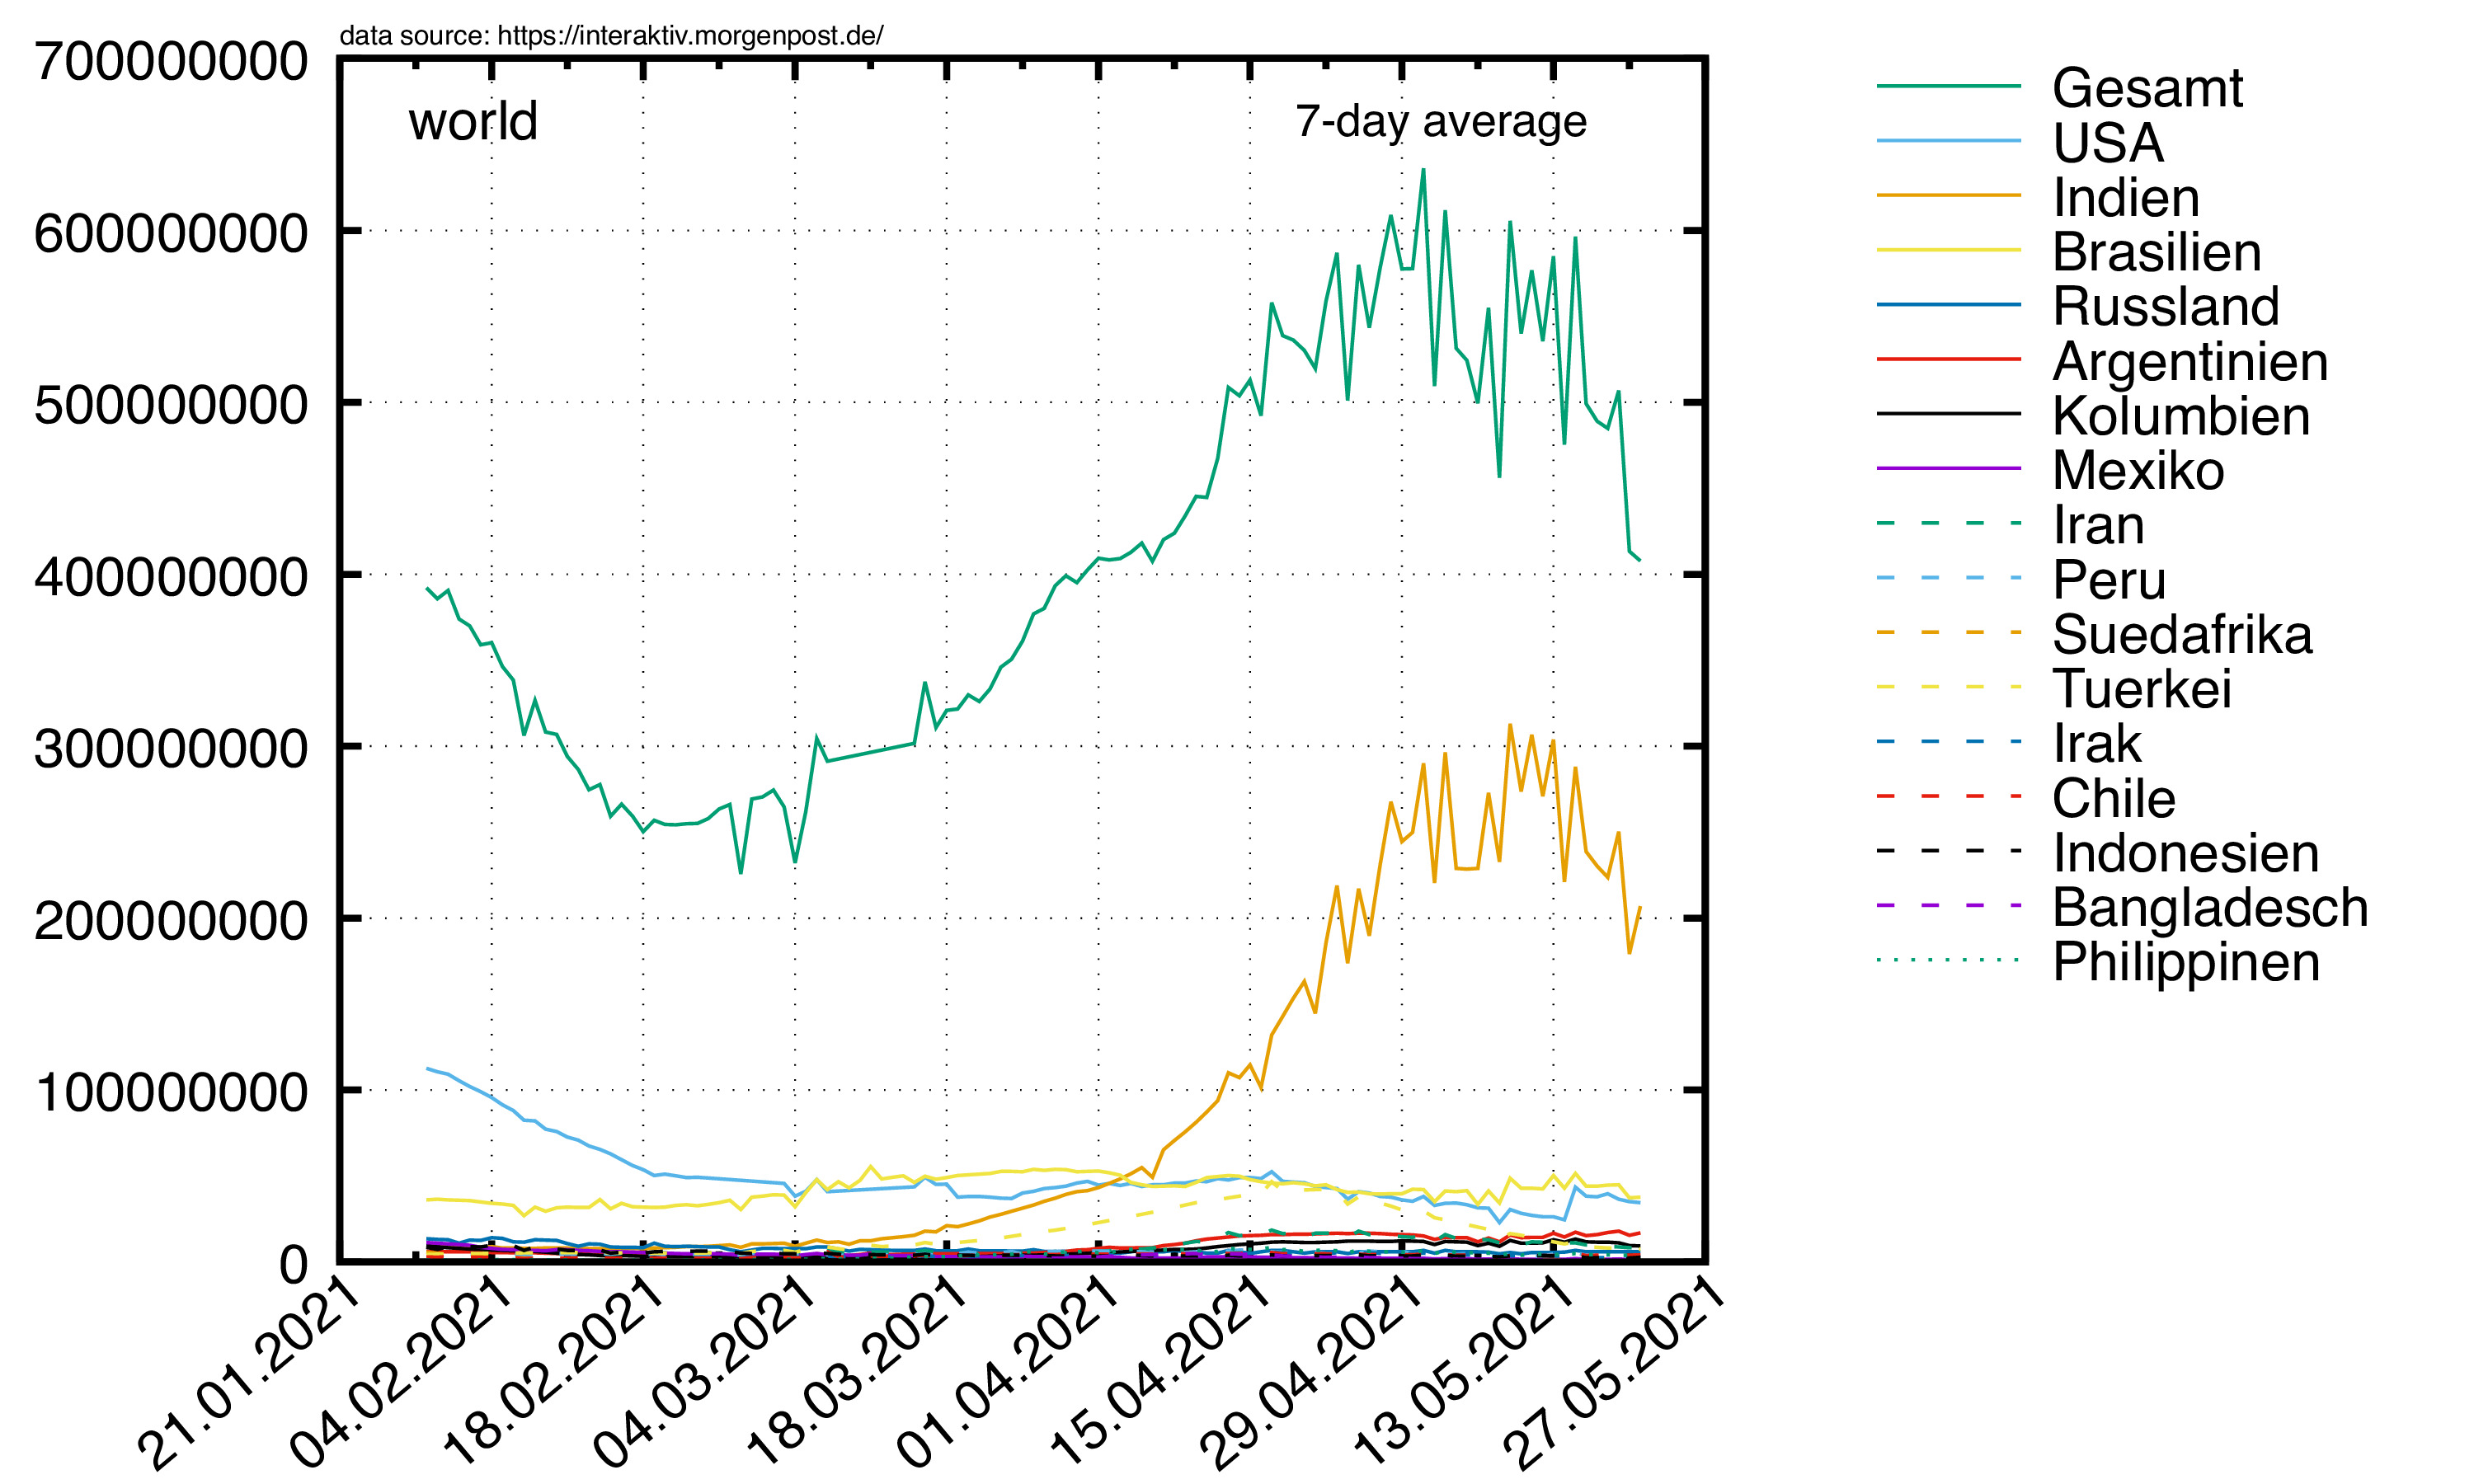 data source: https://interaktiv.morgenpost.de/
700000000
600000000
500000000
400000000
300000000
200000000
100000000
0
world
7-day average
21.01.2021
04.02.2021
18.02.2021
04.03.2021
18.03.2021
01.04.2021
15.04.2021
29.04.2021
13.05.2021
27.05.2021
Gesamt
USA
Indien
Brasilien
Russland
Argentinien
Kolumbien
Mexiko
Iran
Peru
Suedafrika
Tuerkei
Irak
Chile
Indonesien
Bangladesch
Philippinen